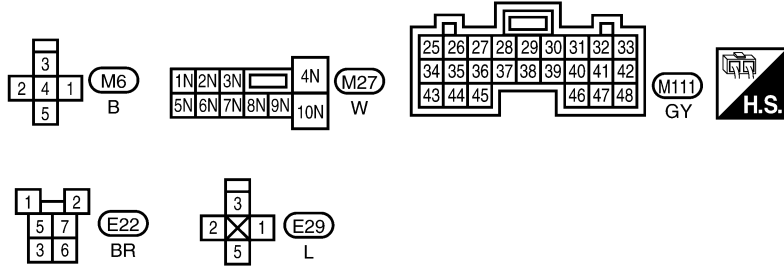 3
2 4 1
5
M6
B
1N 2N 3N 4N
5N 6N 7N 8N 9N 10N
M27
W
25 26 27 28 29 30 31 32 33
34 35 36 37 38 39 40 41 42
43 44 45 46 47 48
M111
GY
H.S.
1 2
5 7
3 6
E22
BR
3
2 1
5
E29
L